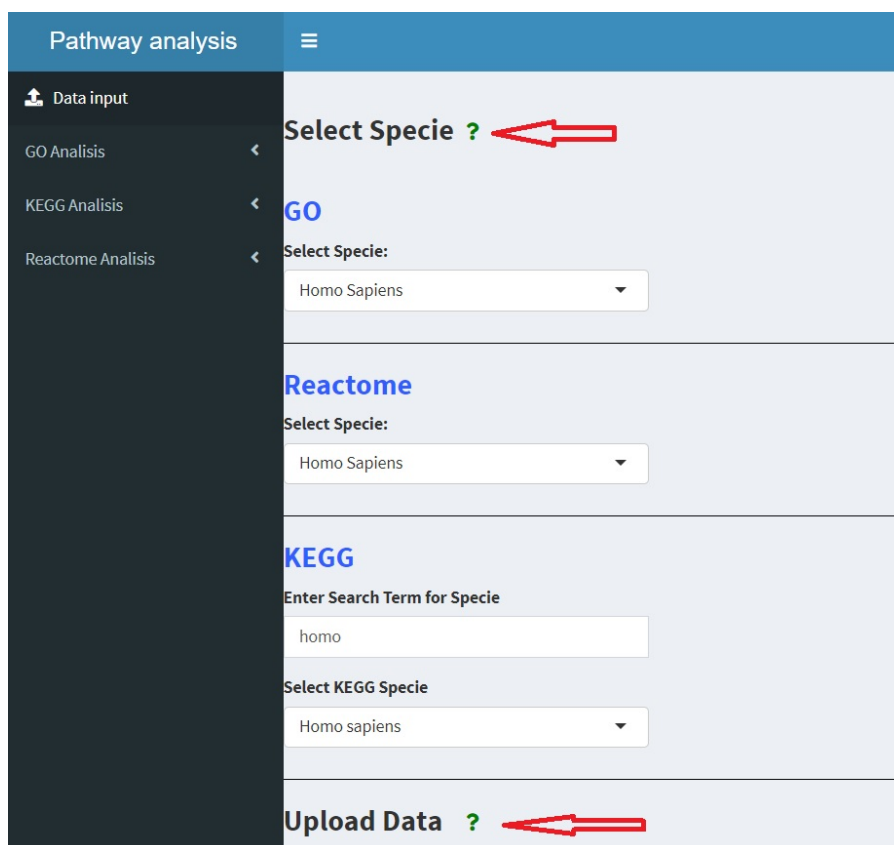 Pathway analysis
Data input
GO Analisis
KEGG Analisis
Reactome Analisis
Select Specie ?
GO
Select Specie:
Homo Sapiens
Reactome
Select Specie:
Homo Sapiens
KEGG
Enter Search Term for Specie
homo
Select KEGG Specie
Homo sapiens
Upload Data ?